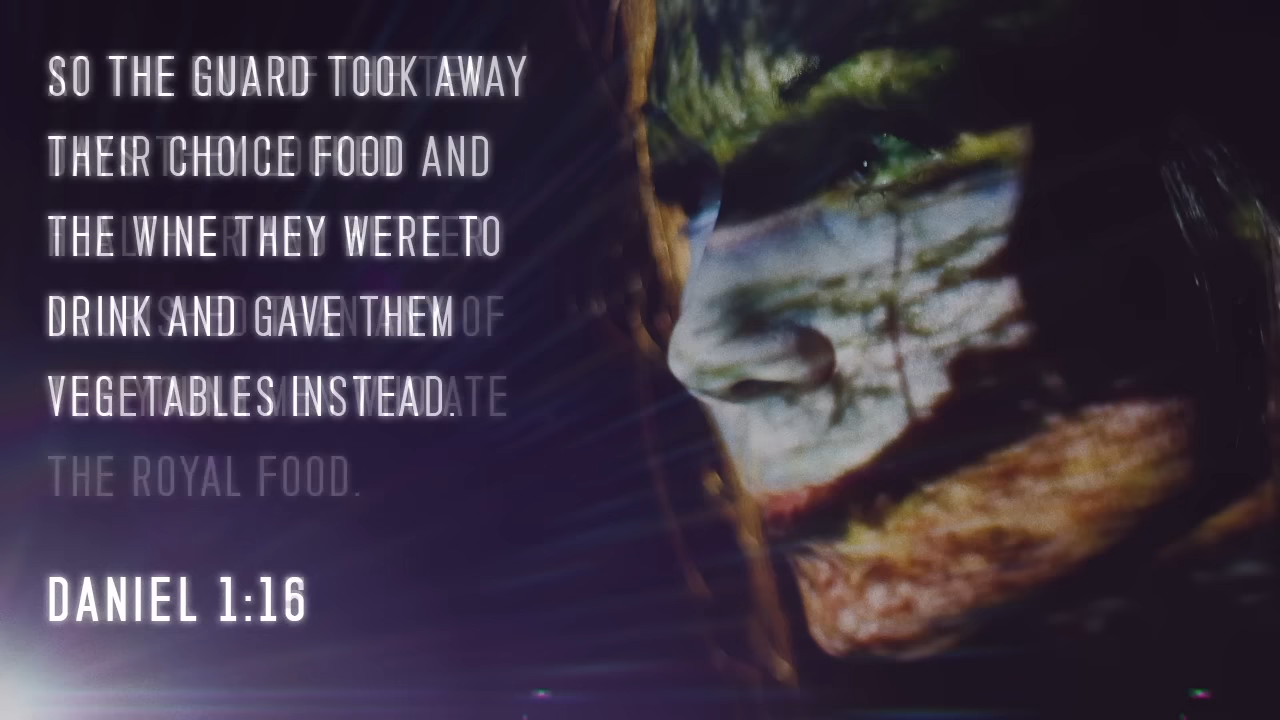 SO THE GUARD TOOK AWAY
THEIR CHOICE FOOD AND
THE WINE THEY WERE TO
DRINK AND GAVE THEM
VEGETABLES INSTEAD.
THE ROYAL FOOD.
DANIEL 1:16